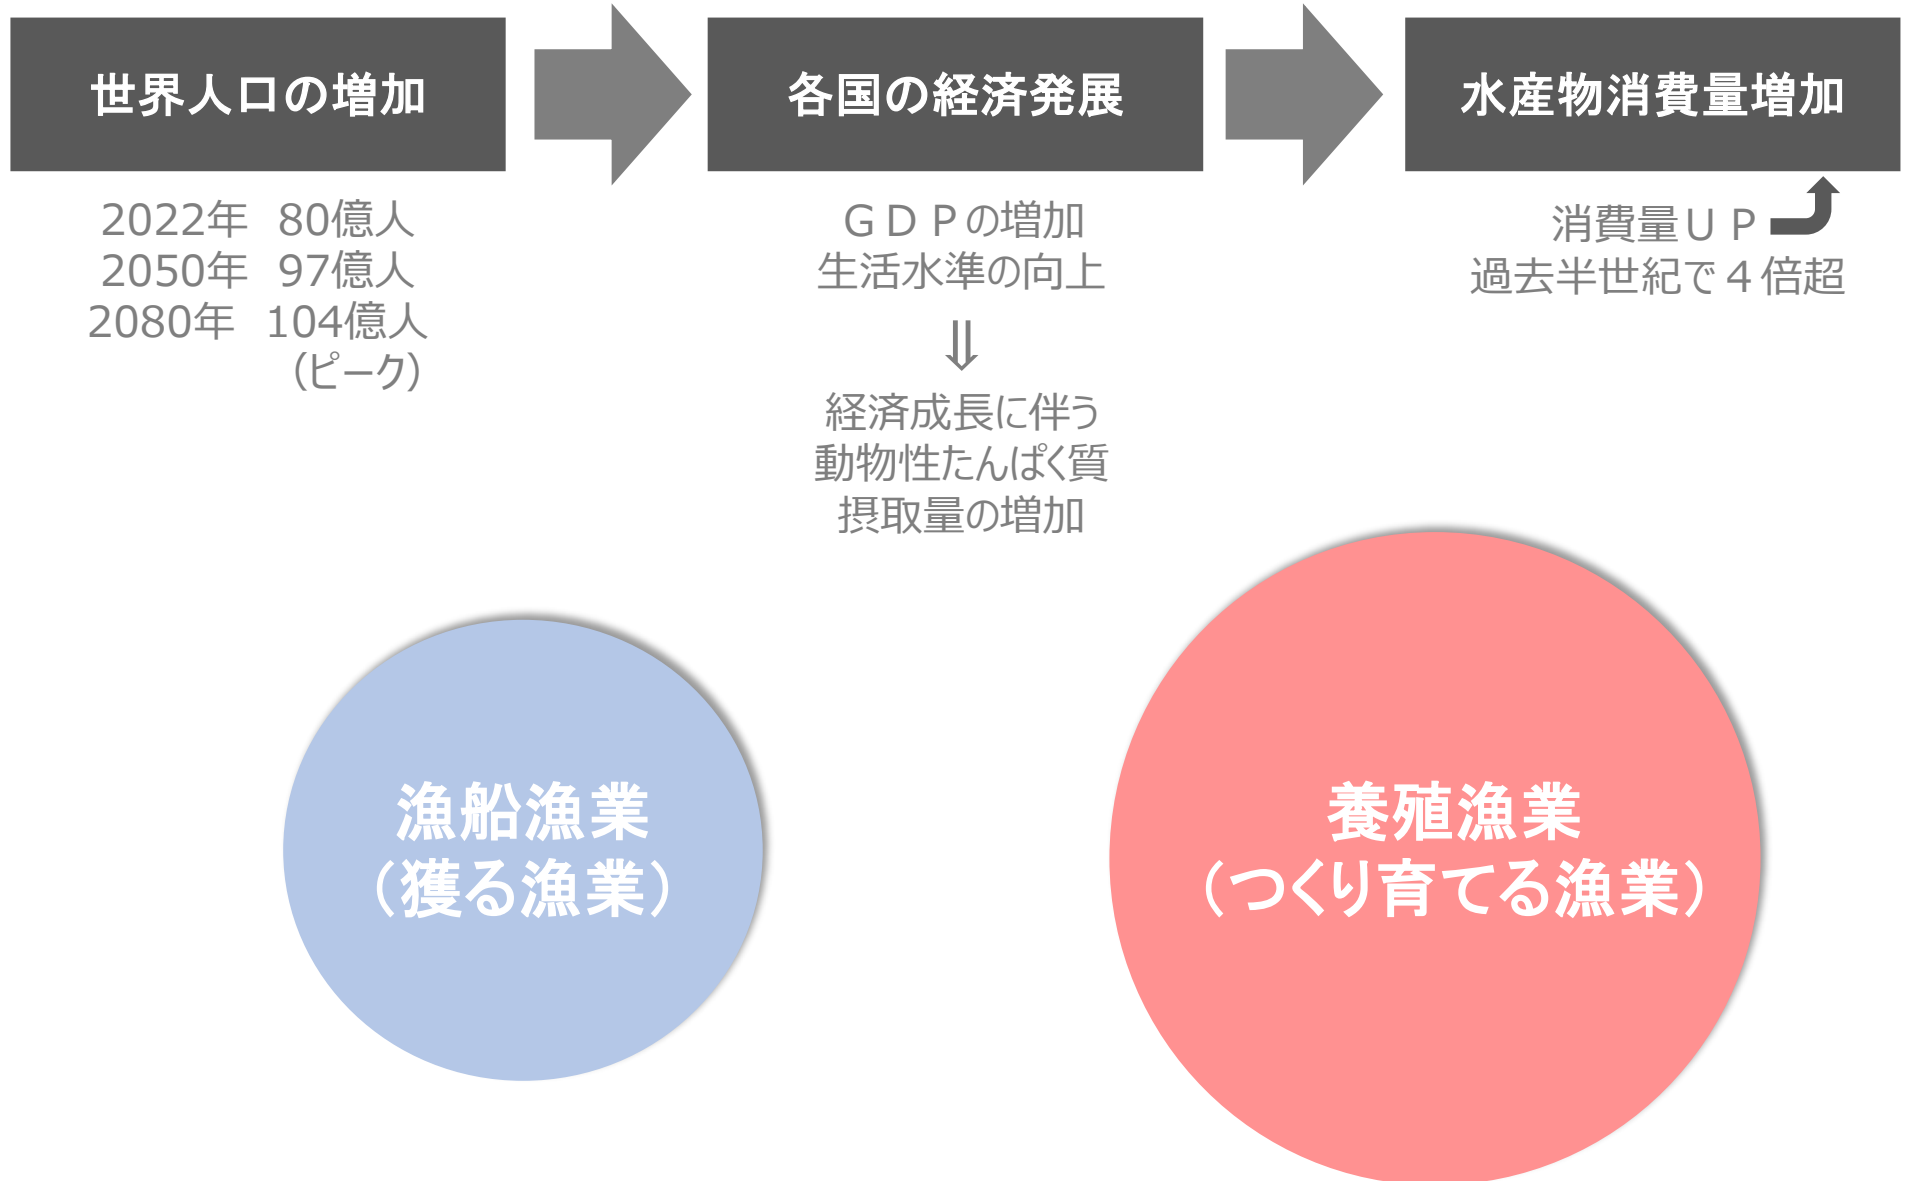 世界人口の増加
各国の経済発展
水産物消費量増加
2022年 80億人
2050年 97億人
2080年 104億人
(ピーク)
ＧＤＰの増加
生活水準の向上
⇓
経済成長に伴う
動物性たんぱく質
摂取量の増加
消費量ＵＰ
過去半世紀で４倍超
漁船漁業
（獲る漁業）
養殖漁業
（つくり育てる漁業）